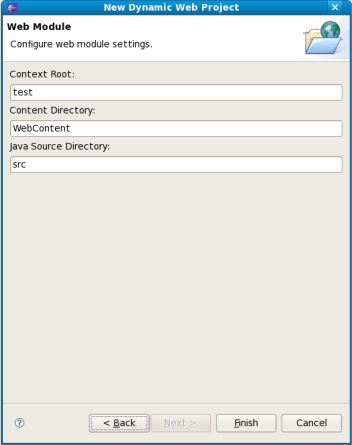 New Dynamic Web Project
Web Module
Configure web module settings.
Context Root:
test
Content Directory:
WebContent
Java Source Directory:
src
? < Back Next > Finish Cancel